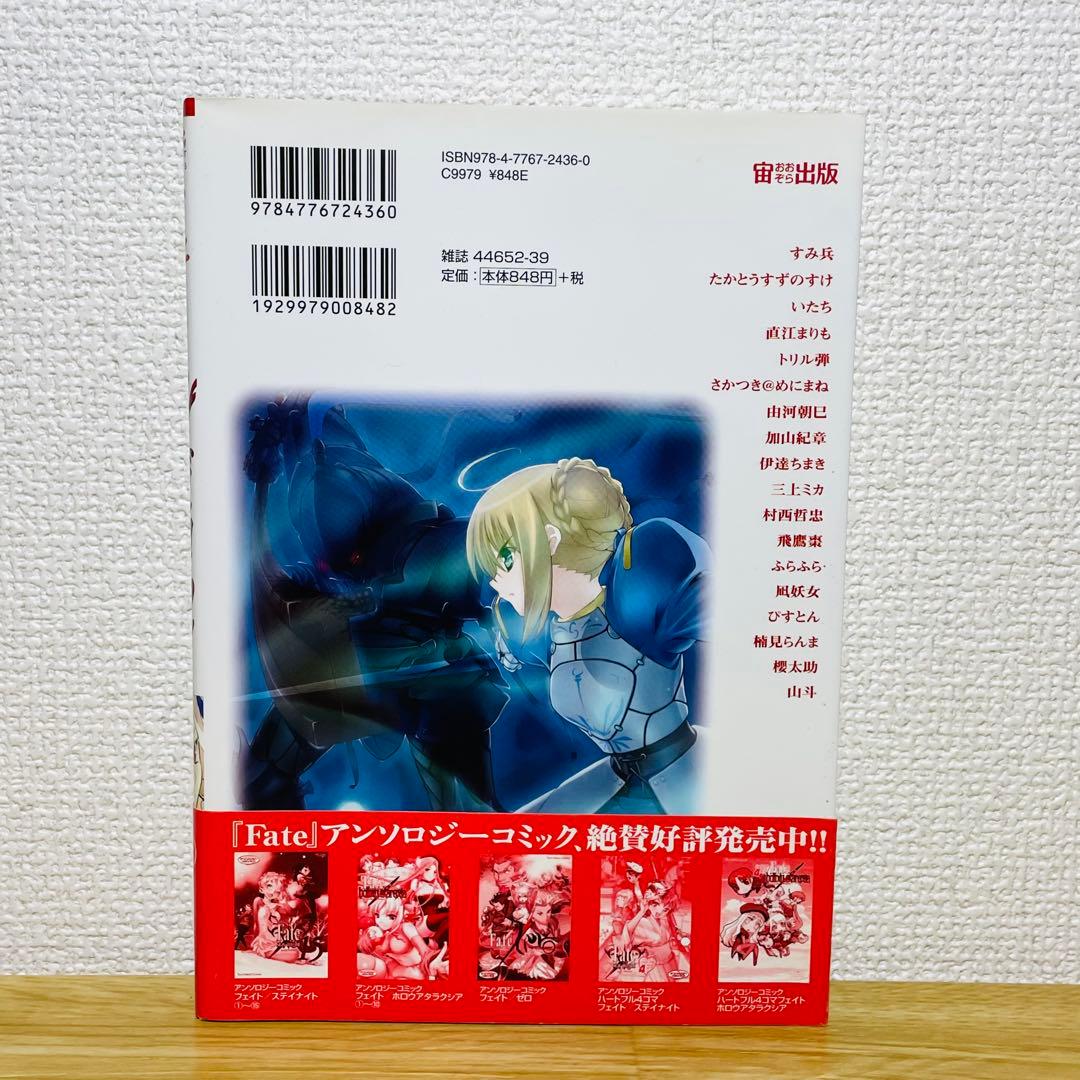 ISBN978-4-7767-2436-0
C9979 ¥848E
9784776724360
宙おおぞら出版
雑誌 44652-39
定価：本体848円+税
1929979008482
すみ兵
たかとうすずのすけ
いたち
直江まりも
トリル弾
さかつき@めにまね
由河朝巳
加山紀章
伊達ちまき
三上ミカ
村西哲忠
飛鷹棗
ふらふら
凪妖女
ぴすとん
楠見らんま
櫻太助
山斗
『Fate』アンソロジーコミック、絶賛好評発売中!!
Fate
hollow ataraxia
Fate
Zero
Fate
hollow ataraxia
アンソロジーコミック
フェイト／ステイナイト
①〜⑮
アンソロジーコミック
フェイト／ホロウアタラクシア
①〜⑩
アンソロジーコミック
フェイト／ゼロ
アンソロジーコミック
ハートフル4コマ
フェイト／ステイナイト
アンソロジーコミック
ハートフル4コマフェイト
ホロウアタラクシア